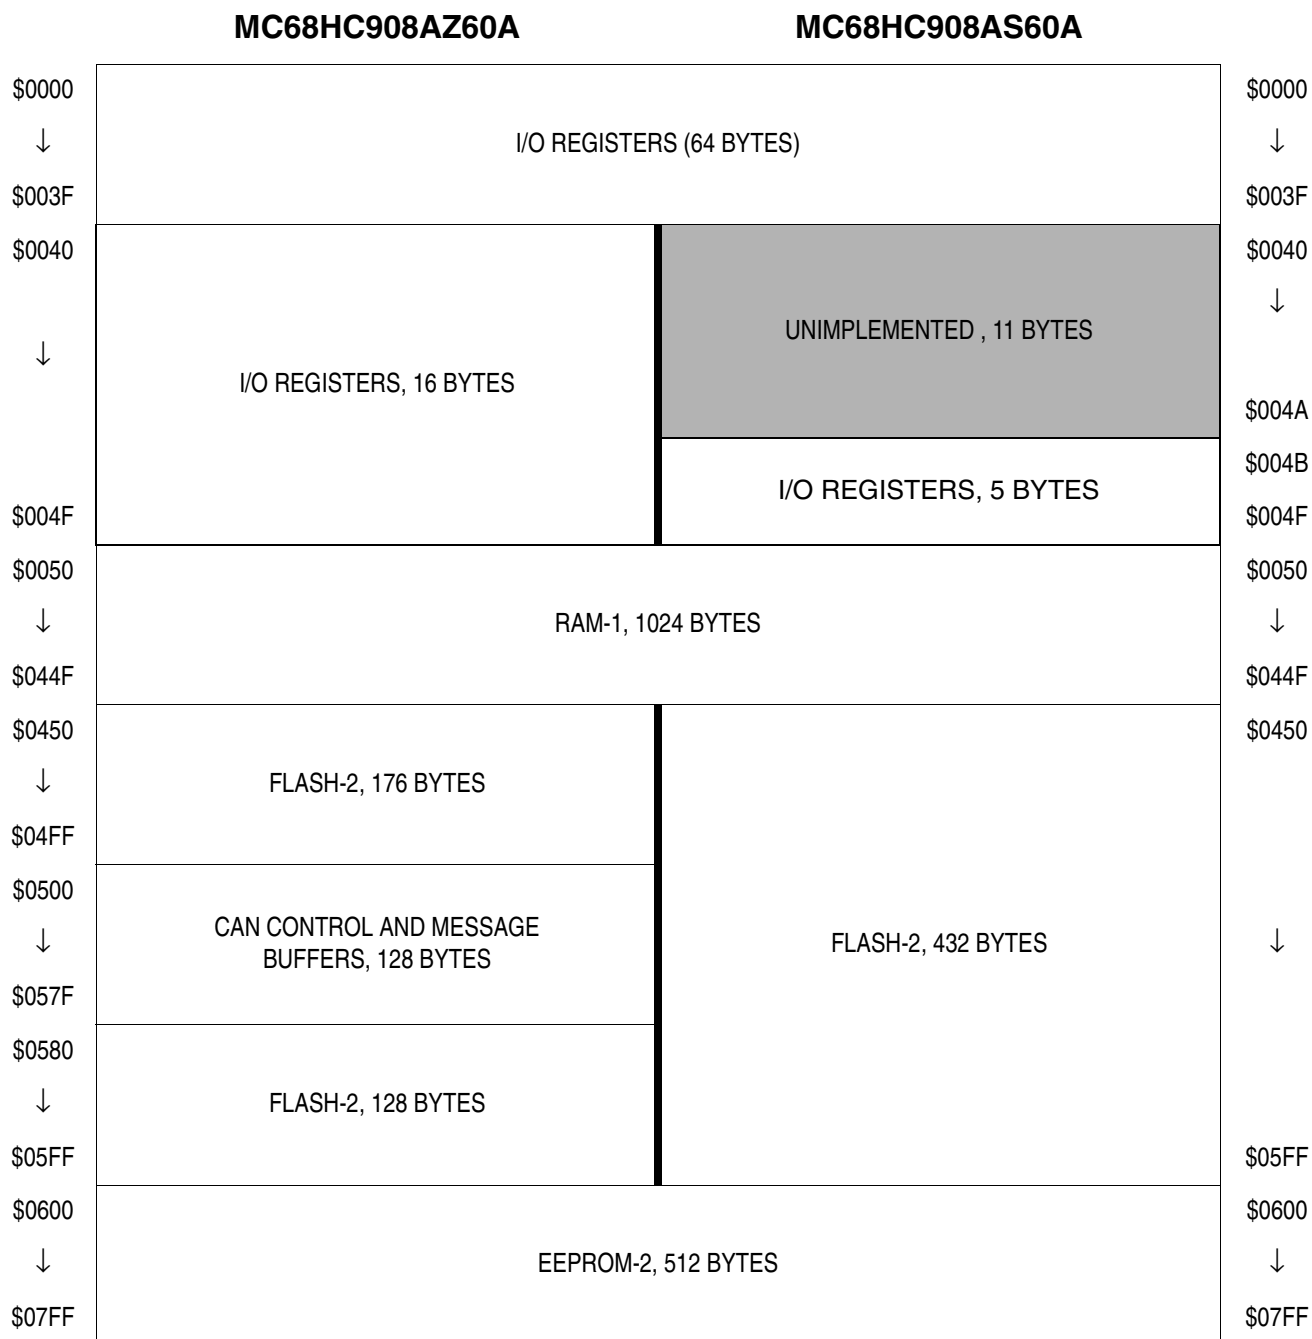 MC68HC908AZ60A MC68HC908AS60A
$0000 $0000
↓ I/O REGISTERS (64 BYTES) ↓
$003F $003F
$0040 $0040
↓
UNIMPLEMENTED , 11 BYTES
↓
I/O REGISTERS, 16 BYTES
$004A
$004B
I/O REGISTERS, 5 BYTES
$004F $004F
$0050 $0050
↓ RAM-1, 1024 BYTES ↓
$044F $044F
$0450 $0450
↓ FLASH-2, 176 BYTES
$04FF
$0500
CAN CONTROL AND MESSAGE
↓ FLASH-2, 432 BYTES ↓
BUFFERS, 128 BYTES
$057F
$0580
↓ FLASH-2, 128 BYTES
$05FF $05FF
$0600 $0600
↓ EEPROM-2, 512 BYTES ↓
$07FF $07FF